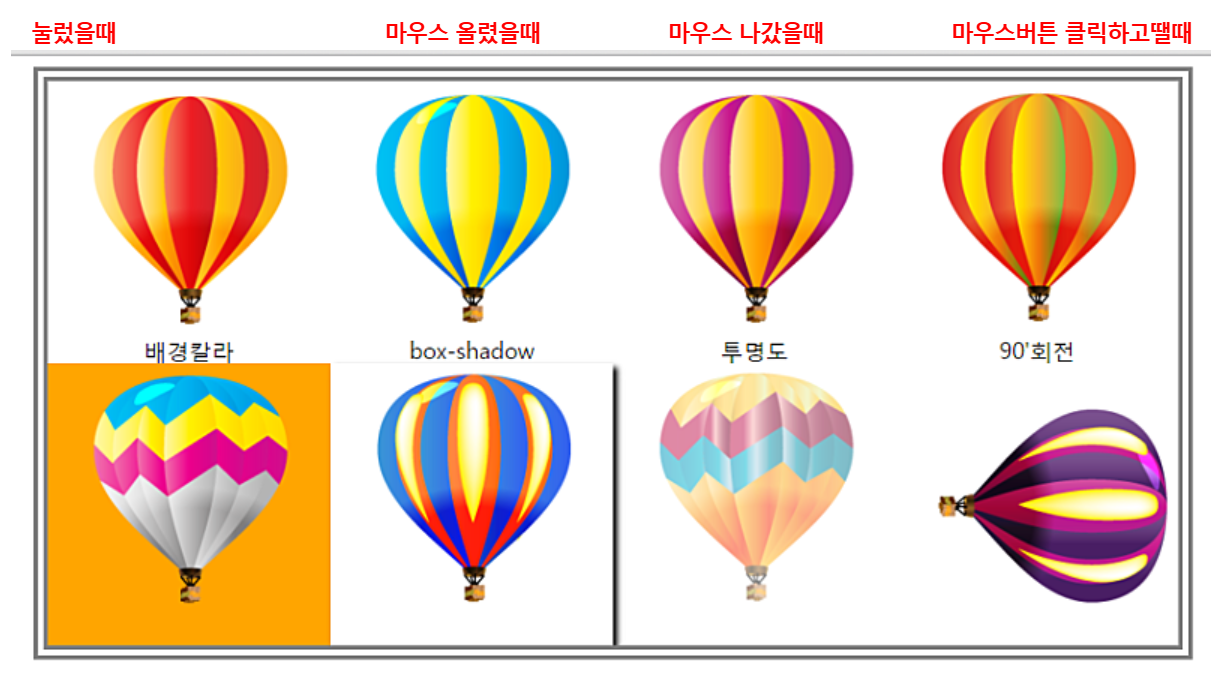 눌렀을때 마우스 올렸을때 마우스 나갔을때 마우스버튼 클릭하고땔때
배경칼라 box-shadow 투명도 90'회전